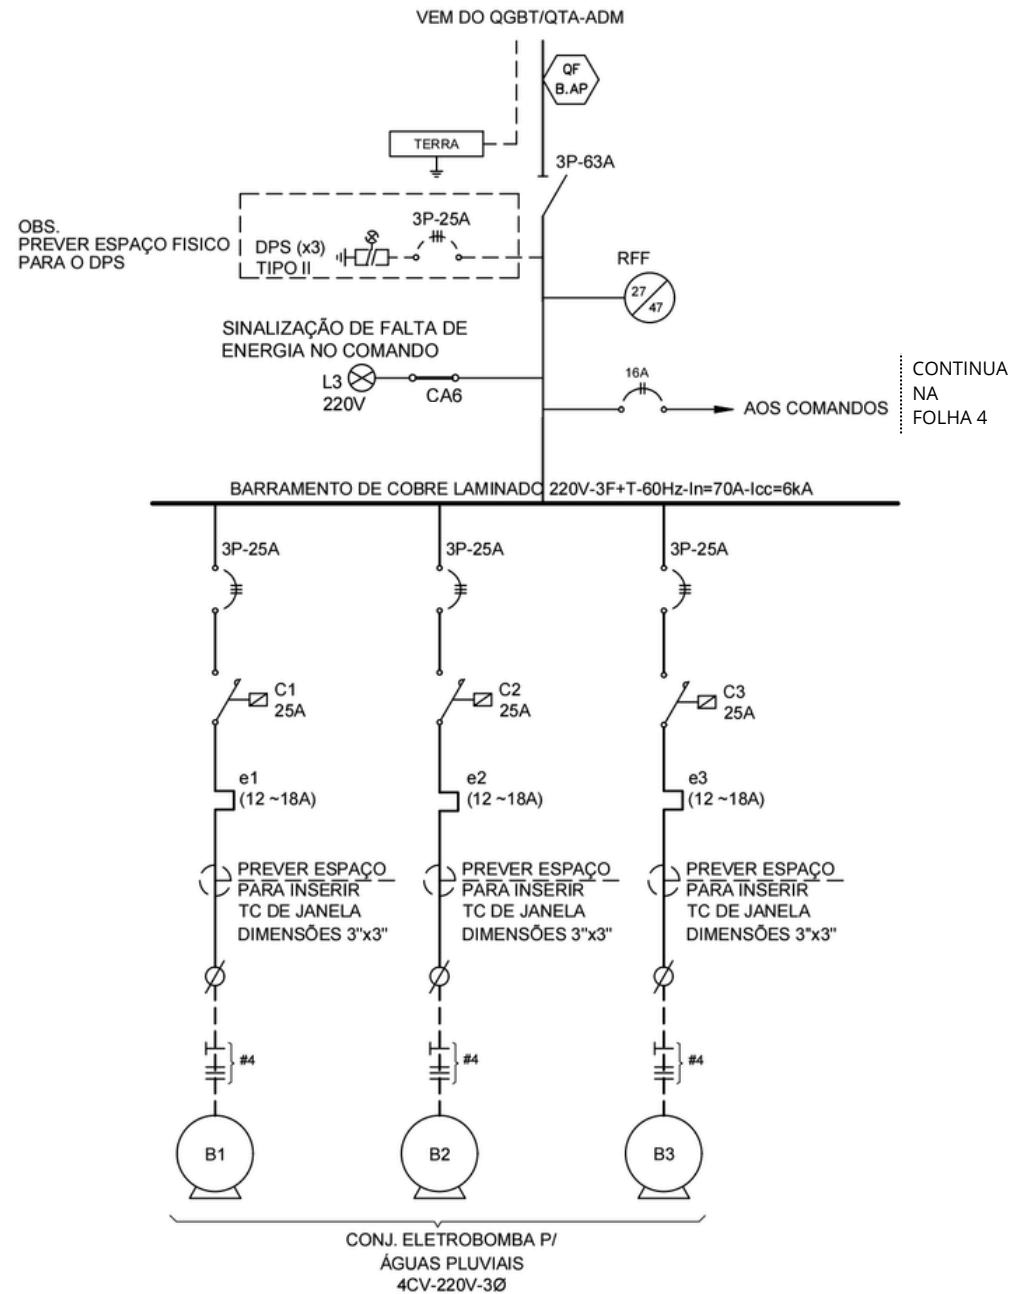 VEM DO QGBT/QTA-ADM
QF
B.AP
TERRA
3P-63A
OBS.
PREVER ESPAÇO FISICO
PARA O DPS
3P-25A
DPS (x3)
TIPO II
RFF
27
47
SINALIZAÇÃO DE FALTA DE
ENERGIA NO COMANDO
L3
220V
CA6
16A
AOS COMANDOS
CONTINUA
NA
FOLHA 4
BARRAMENTO DE COBRE LAMINADO 220V-3F+T-60Hz-In=70A-Icc=6kA
3P-25A
3P-25A
3P-25A
C1
25A
C2
25A
C3
25A
e1
(12 ~18A)
e2
(12 ~18A)
e3
(12 ~18A)
PREVER ESPAÇO
PARA INSERIR
TC DE JANELA
DIMENSÕES 3"x3"
PREVER ESPAÇO
PARA INSERIR
TC DE JANELA
DIMENSÕES 3"x3"
PREVER ESPAÇO
PARA INSERIR
TC DE JANELA
DIMENSÕES 3"x3"
#4
#4
#4
B1
B2
B3
CONJ. ELETROBOMBA P/
ÁGUAS PLUVIAIS
4CV-220V-3Ø